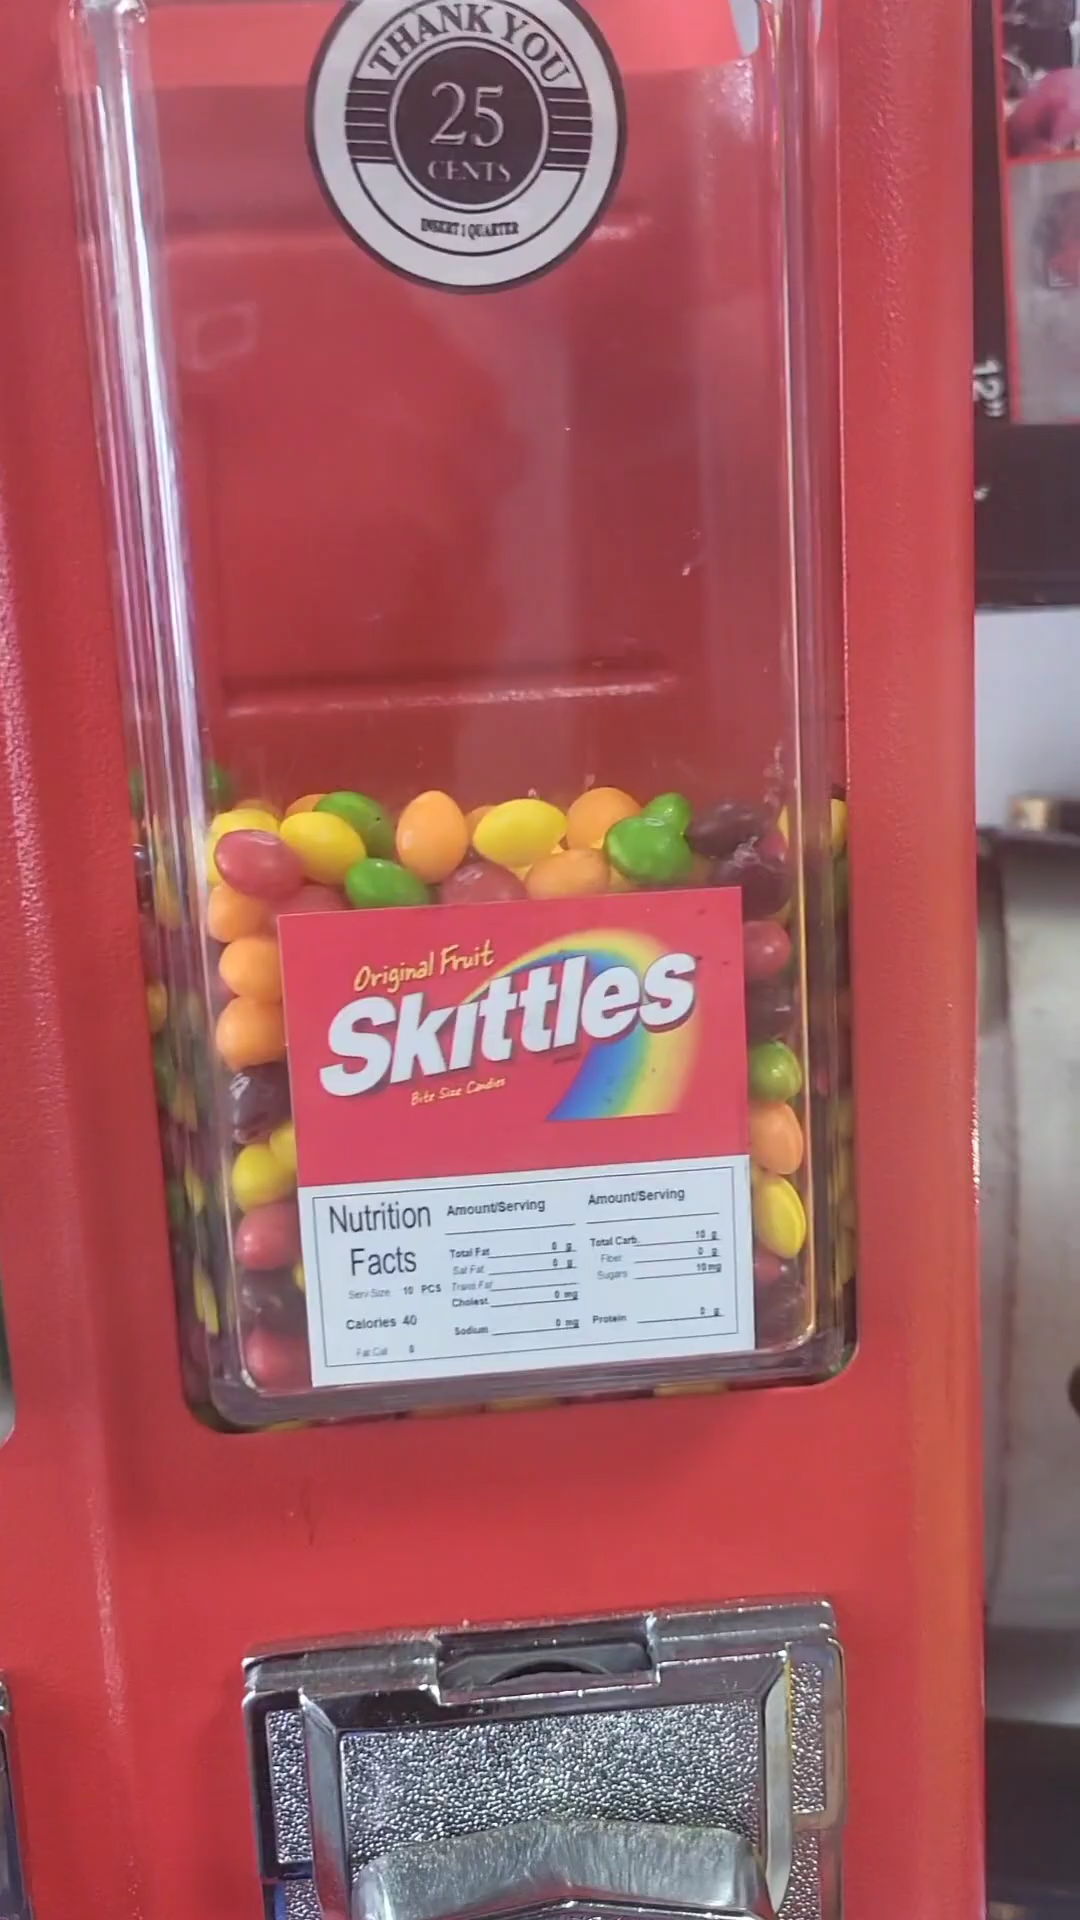 THANK YOU
25
CENTS
INSERT 1 QUARTER
12"
Original Fruit
Skittles
Bite Size Candies
Nutrition
Facts
Serv Size 10 PCS
Calories 40
Fat Cal 0
Amount/Serving
Total Fat 0 g
Sat Fat 0 g
Trans Fat
Cholest. 0 mg
Sodium 0 mg
Amount/Serving
Total Carb. 10 g
Fiber 0 g
Sugars 10 mg
Protein 0 g